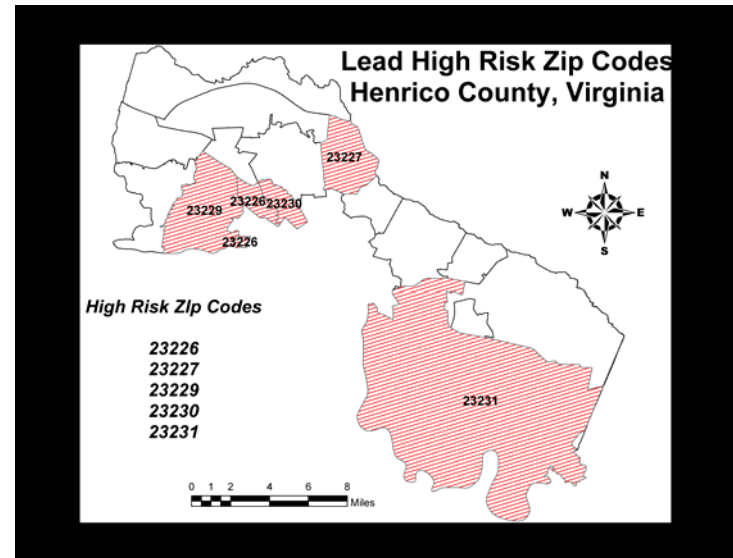 Lead High Risk Zip Codes
Henrico County, Virginia
23227
N
W E
S
23226 23230
23229
23226
High Risk ZIp Codes
23226
23227
23229
23230
23231
23231
0 1 2 4 6 8
Miles